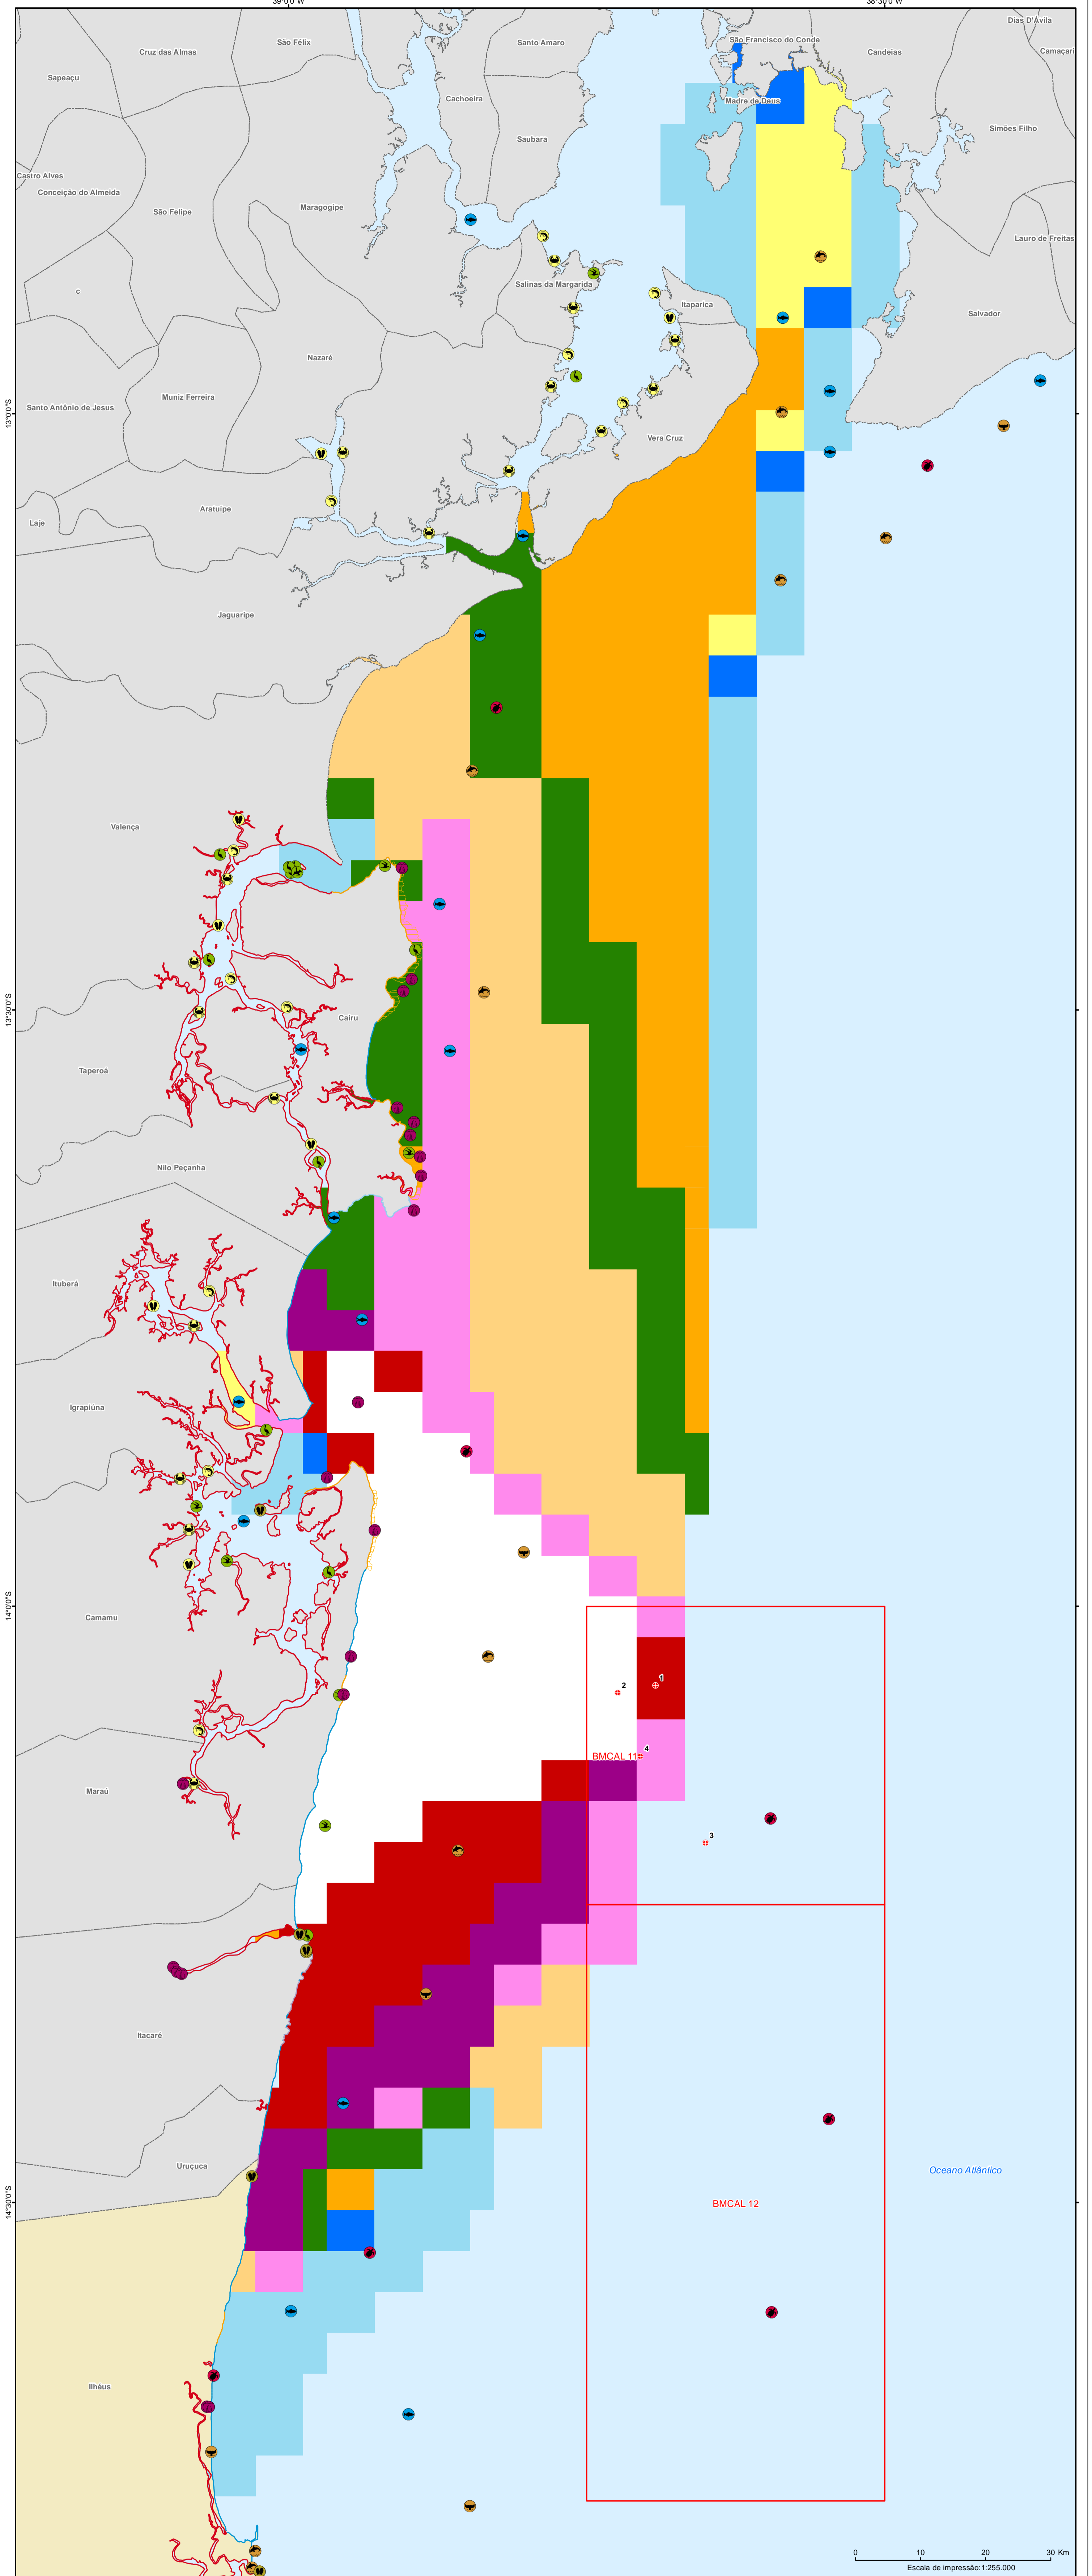 39°0'0"W
38°30'0"W
Dias D'Ávila
São Félix
Santo Amaro
São Francisco do Conde
Cruz das Almas
Candeias
Camaçari
Sapeaçu
Cachoeira
Madre de Deus
Saubara
Simões Filho
Castro Alves
Conceição do Almeida
São Felipe
Maragogipe
Lauro de Freitas
Salinas da Margarida
c
Itaparica
Salvador
Nazaré
Muniz Ferreira
Santo Antônio de Jesus
13°0'0"S
Vera Cruz
Aratuipe
Laje
Jaguaripe
Valença
13°30'0"S
Cairu
Taperoá
Nilo Peçanha
Ituberá
Igrapiúna
14°0'0"S
Camamu
1
2
4
BMCAL 11
Maraú
3
Itacaré
Uruçuca
Oceano Atlântico
14°30'0"S
BMCAL 12
Ilhéus
0 10 20 30 Km
Escala de impressão:1:255.000